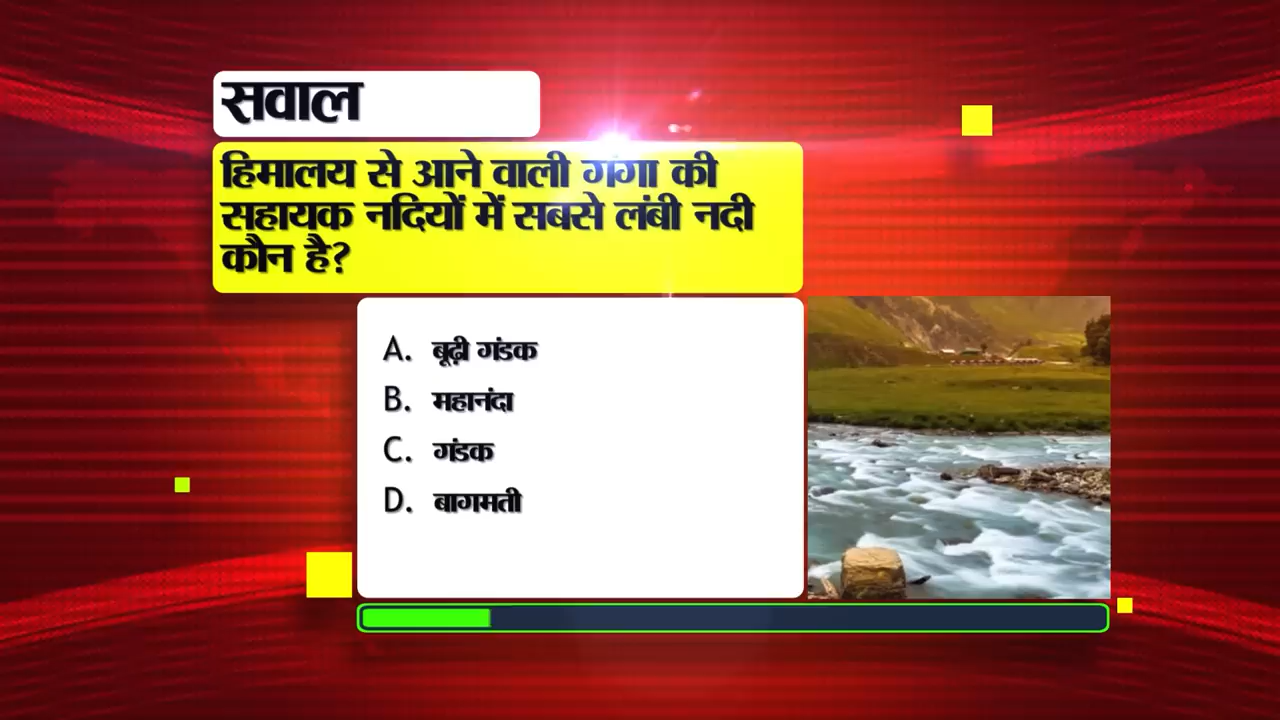 सवाल
हिमालय से आने वाली गंगा की
सहायक नदियों में सबसे लंबी नदी
कौन है?
A. बूढ़ी गंडक
B. महानंदा
C. गंडक
D. बागमती